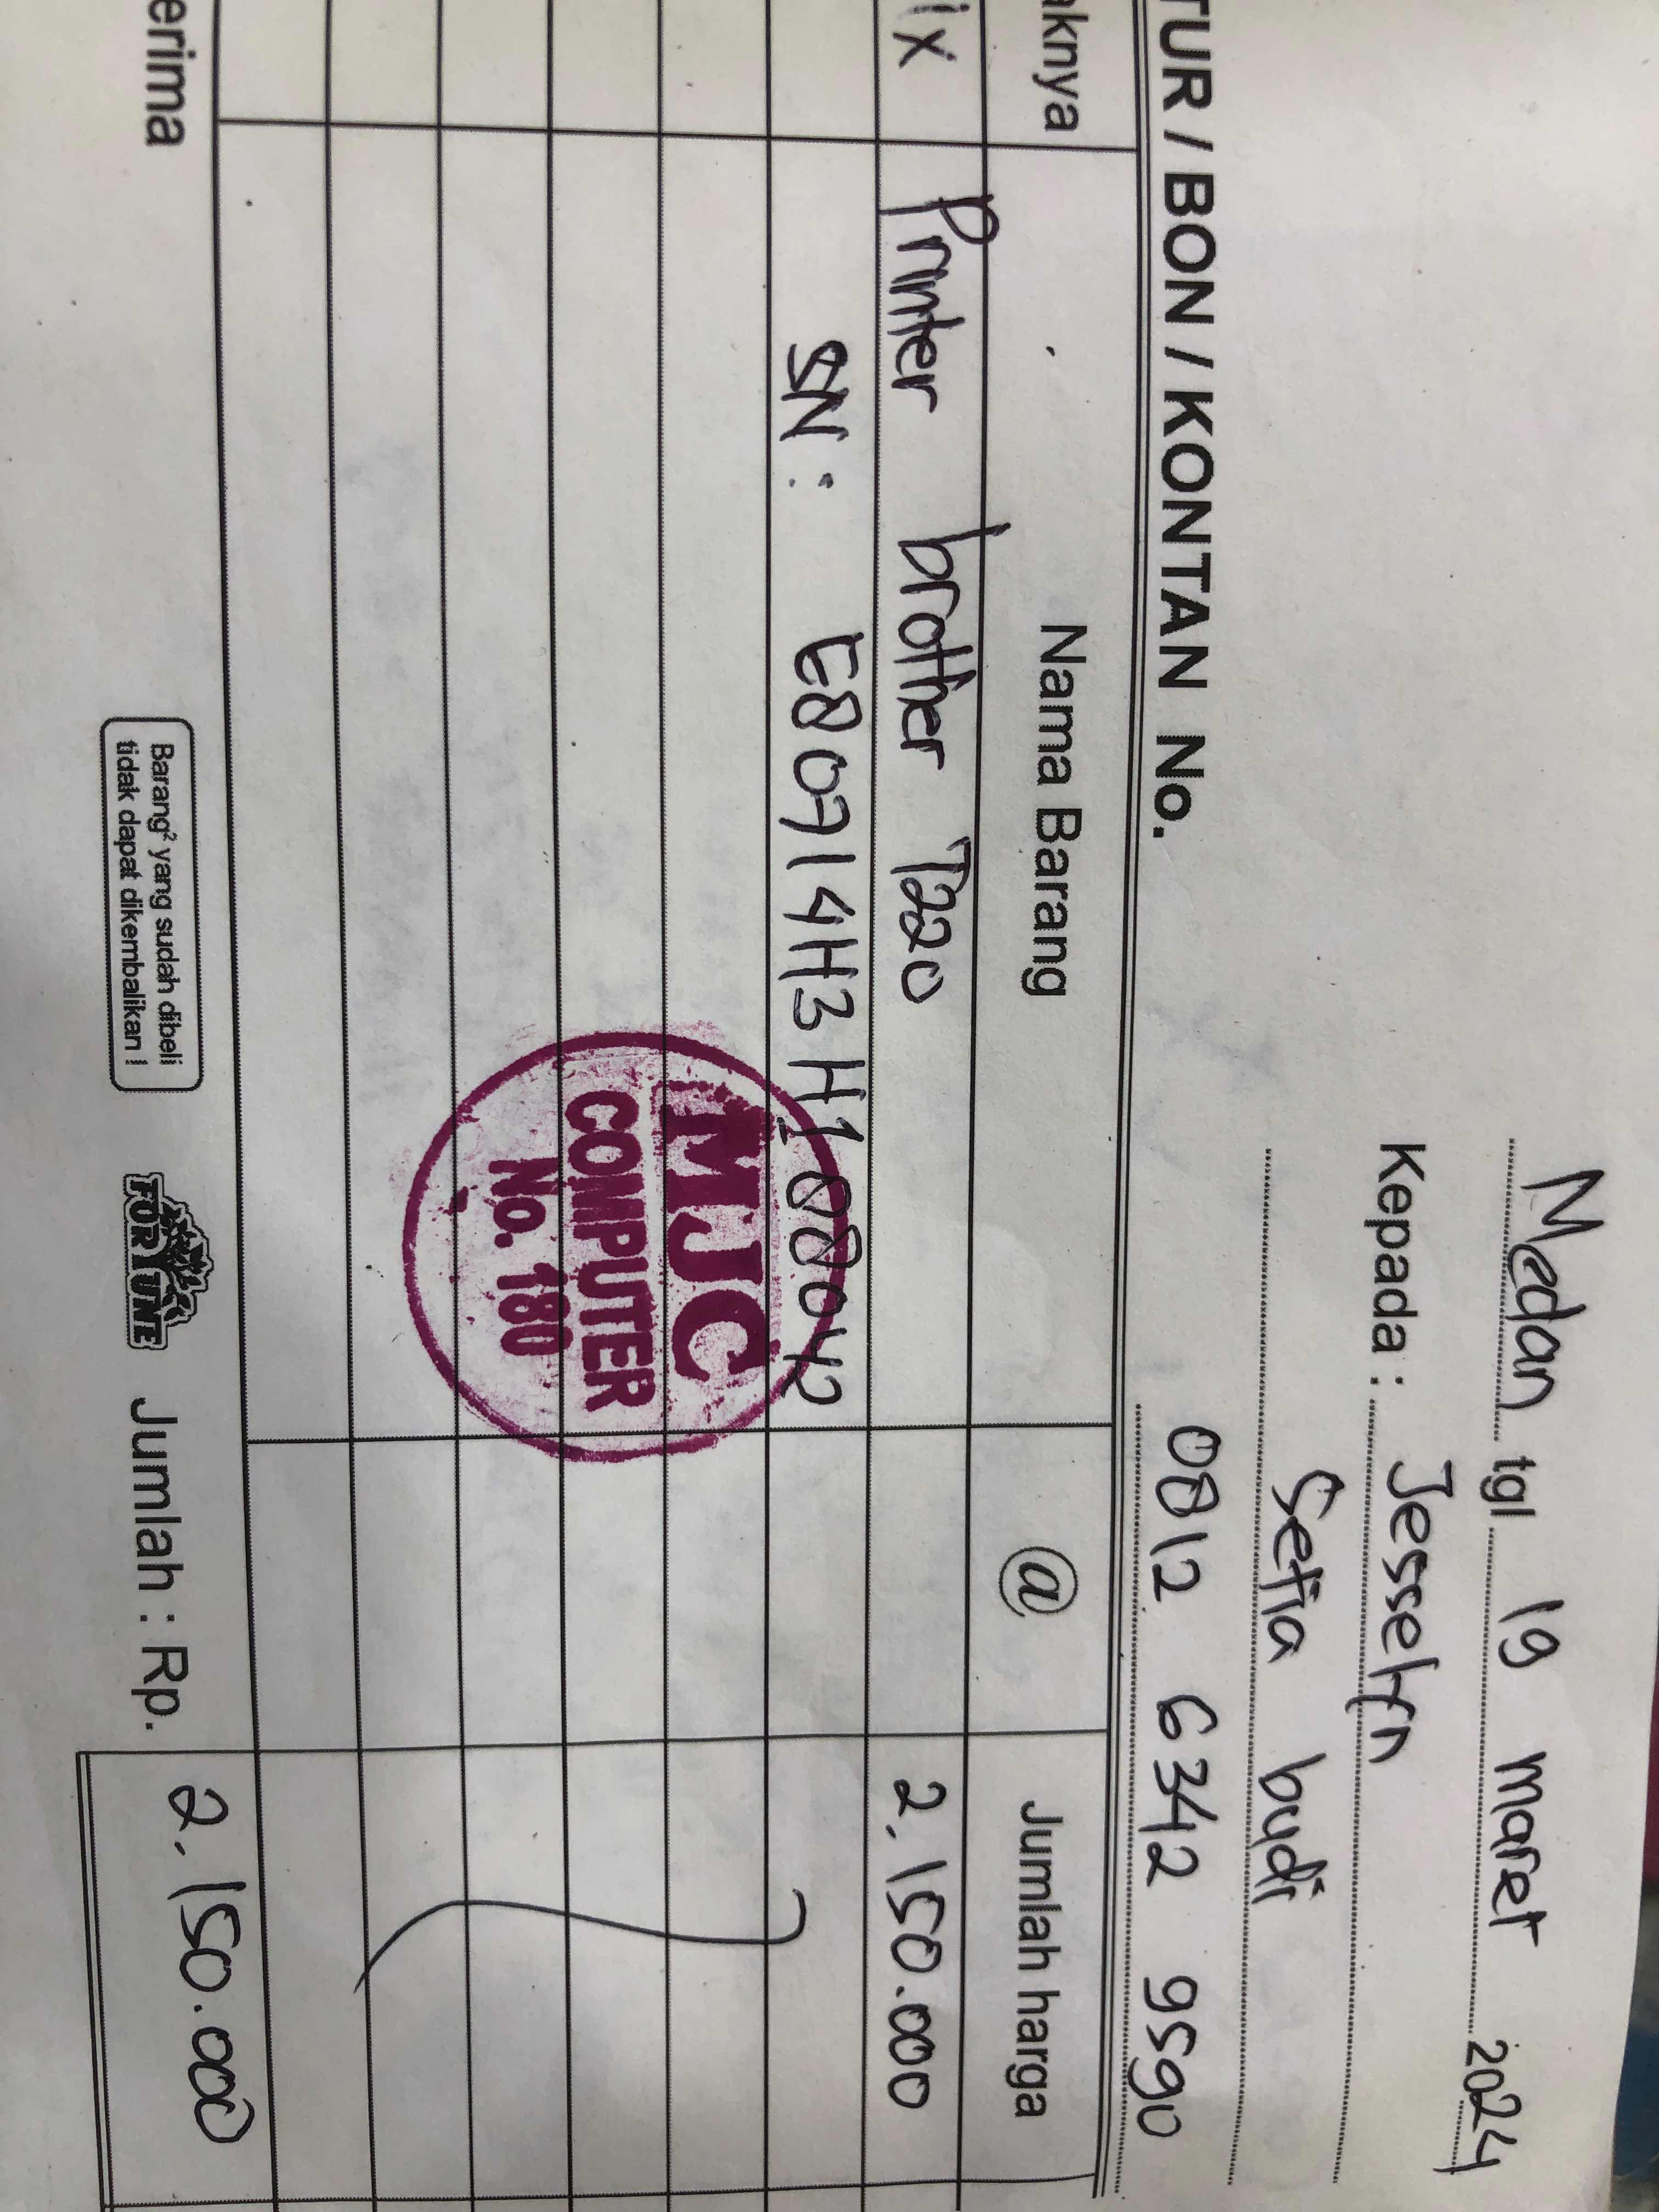 Medan tgl 19 maret 2024
Kepada : Jesselyn
Setia budi
0812 6342 9590
TUR / BON / KONTAN No.
aknya Nama Barang @ Jumlah harga
1x Printer brother T220 2.150.000
SN : E80714H3H188042
MJC
COMPUTER
No. 180
erima
Barang² yang sudah dibeli
tidak dapat dikembalikan !
FORTUNE
Jumlah : Rp. 2.150.000